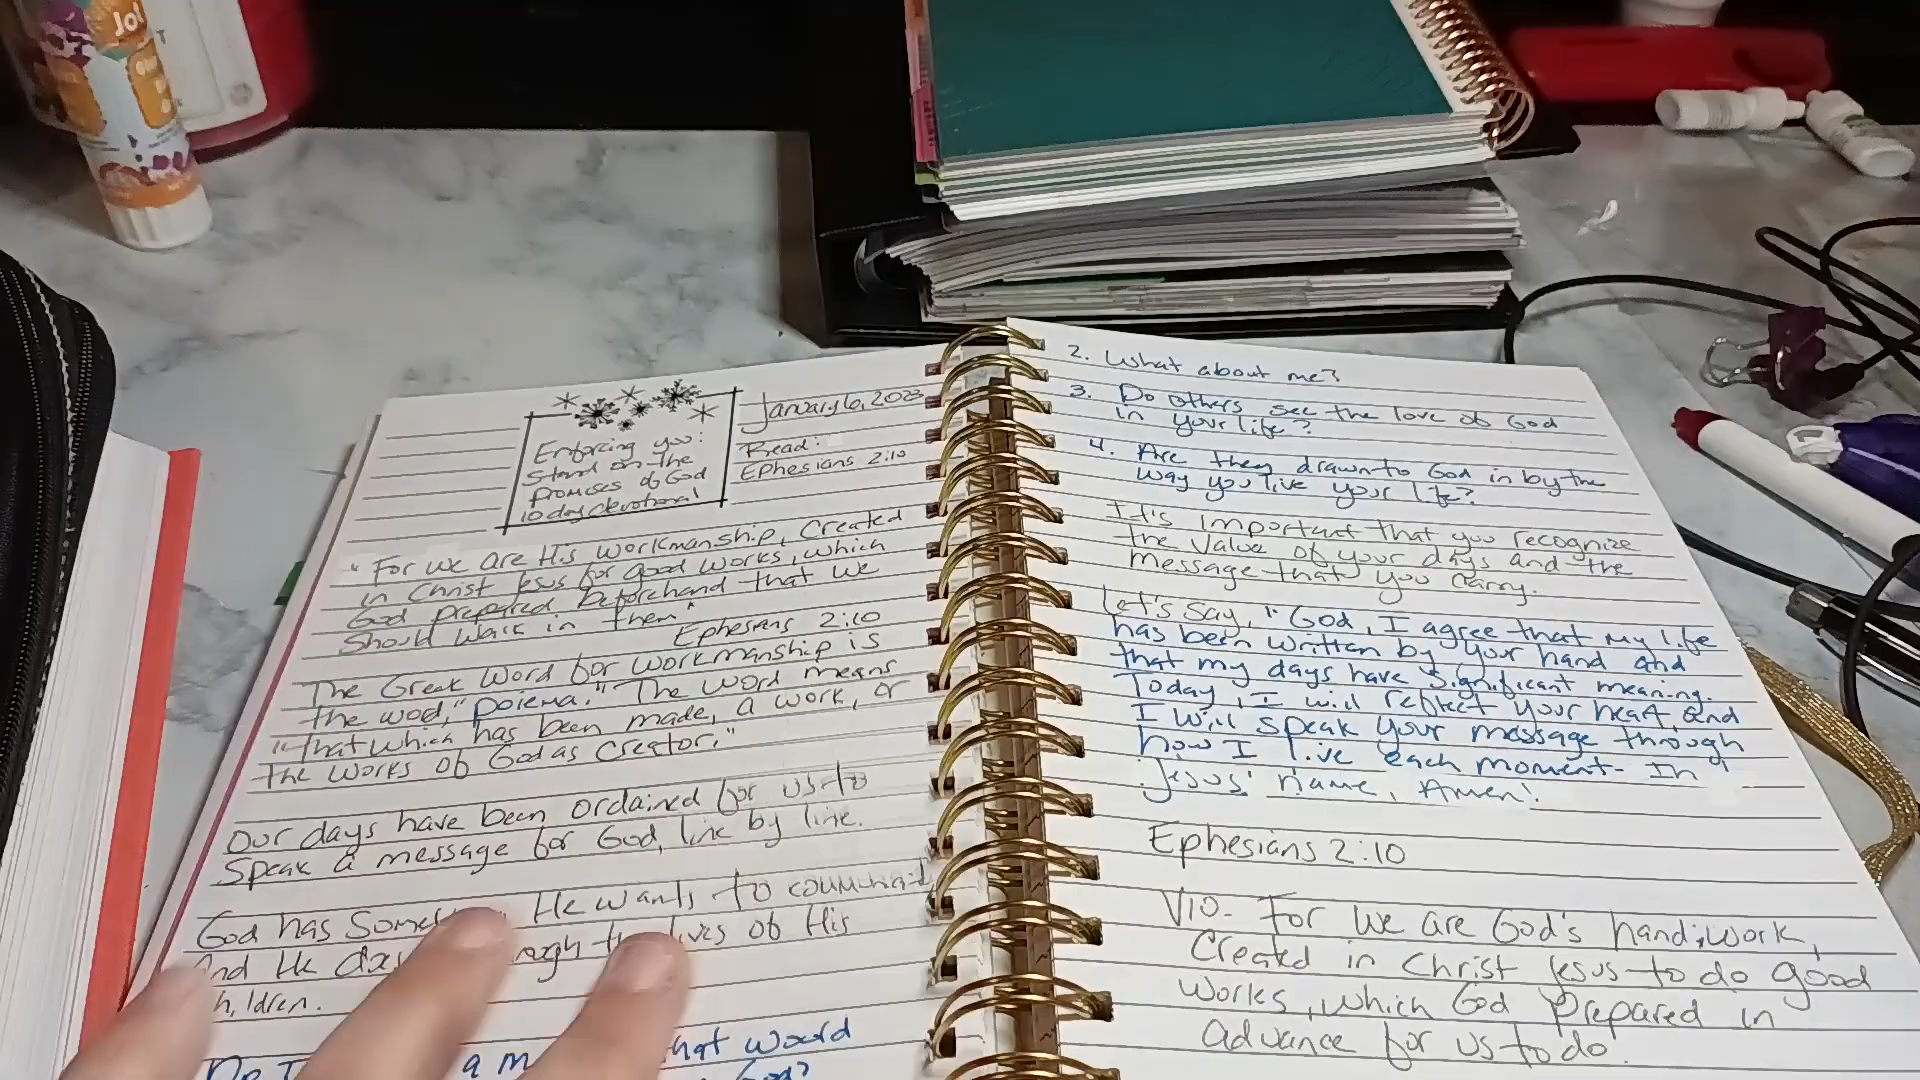 Jo!
Enforcing you:
Stand on the
promises of God
10 day devotional
January 6, 2023
Read:
Ephesians 2:10
"For we are His workmanship, Created
in Christ Jesus for good works, which
God prepared beforehand that we
Should walk in them"
Ephesians 2:10
The Greek Word for workmanship is
the wod, "poiema." The word means
"that which has been made, a work, or
the works of God as Creator."
Our days have been ordained for us to
Speak a message for God, line by line.
God has He wants to
And He through lives of His
Do I a m that would
God?
2. What about me?
3. Do others see the love of God
in your life?
4. Are they drawn to God in by the
way you live your life?
It's important that you recognize
the value of your days and the
message that you carry.
Let's say, "God, I agree that my life
has been written by your hand and
that my days have significant meaning.
Today, I will reflect your heart, and
I will speak your message through
how I live each moment- In
Jesus' name, Amen!
Ephesians 2:10
V10- For we are God's handiwork,
Created in Christ Jesus to do good
Works, which God prepared in
advance for us to do.